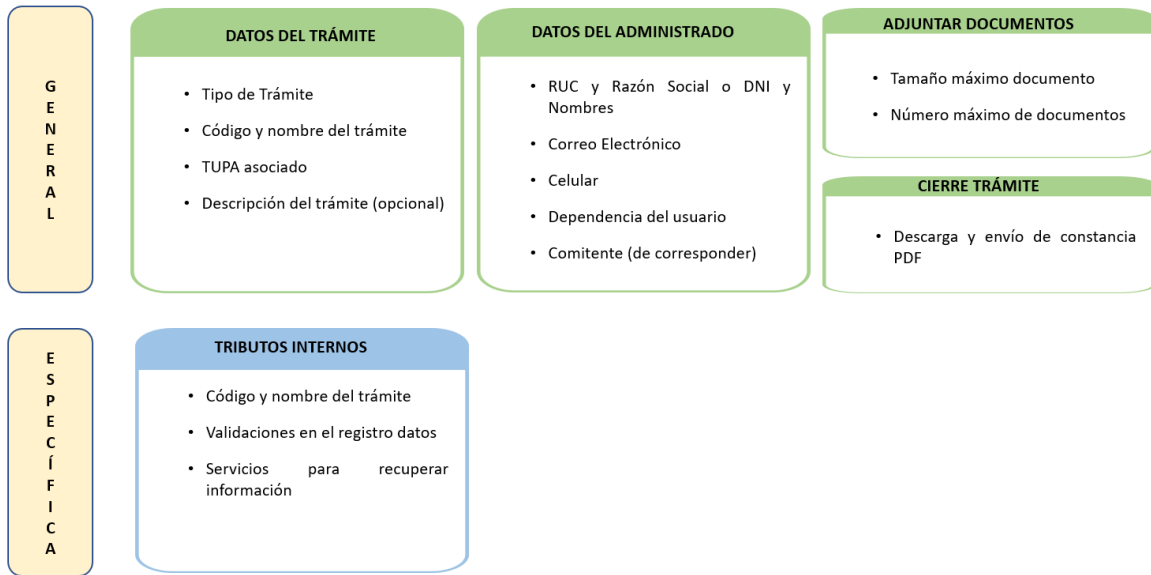 GENERAL
DATOS DEL TRÁMITE
• Tipo de Trámite
• Código y nombre del trámite
• TUPA asociado
• Descripción del trámite (opcional)
DATOS DEL ADMINISTRADO
• RUC y Razón Social o DNI y
Nombres
• Correo Electrónico
• Celular
• Dependencia del usuario
• Comitente (de corresponder)
ADJUNTAR DOCUMENTOS
• Tamaño máximo documento
• Número máximo de documentos
CIERRE TRÁMITE
• Descarga y envío de constancia
PDF
ESPECÍFICA
TRIBUTOS INTERNOS
• Código y nombre del trámite
• Validaciones en el registro datos
• Servicios para recuperar
información